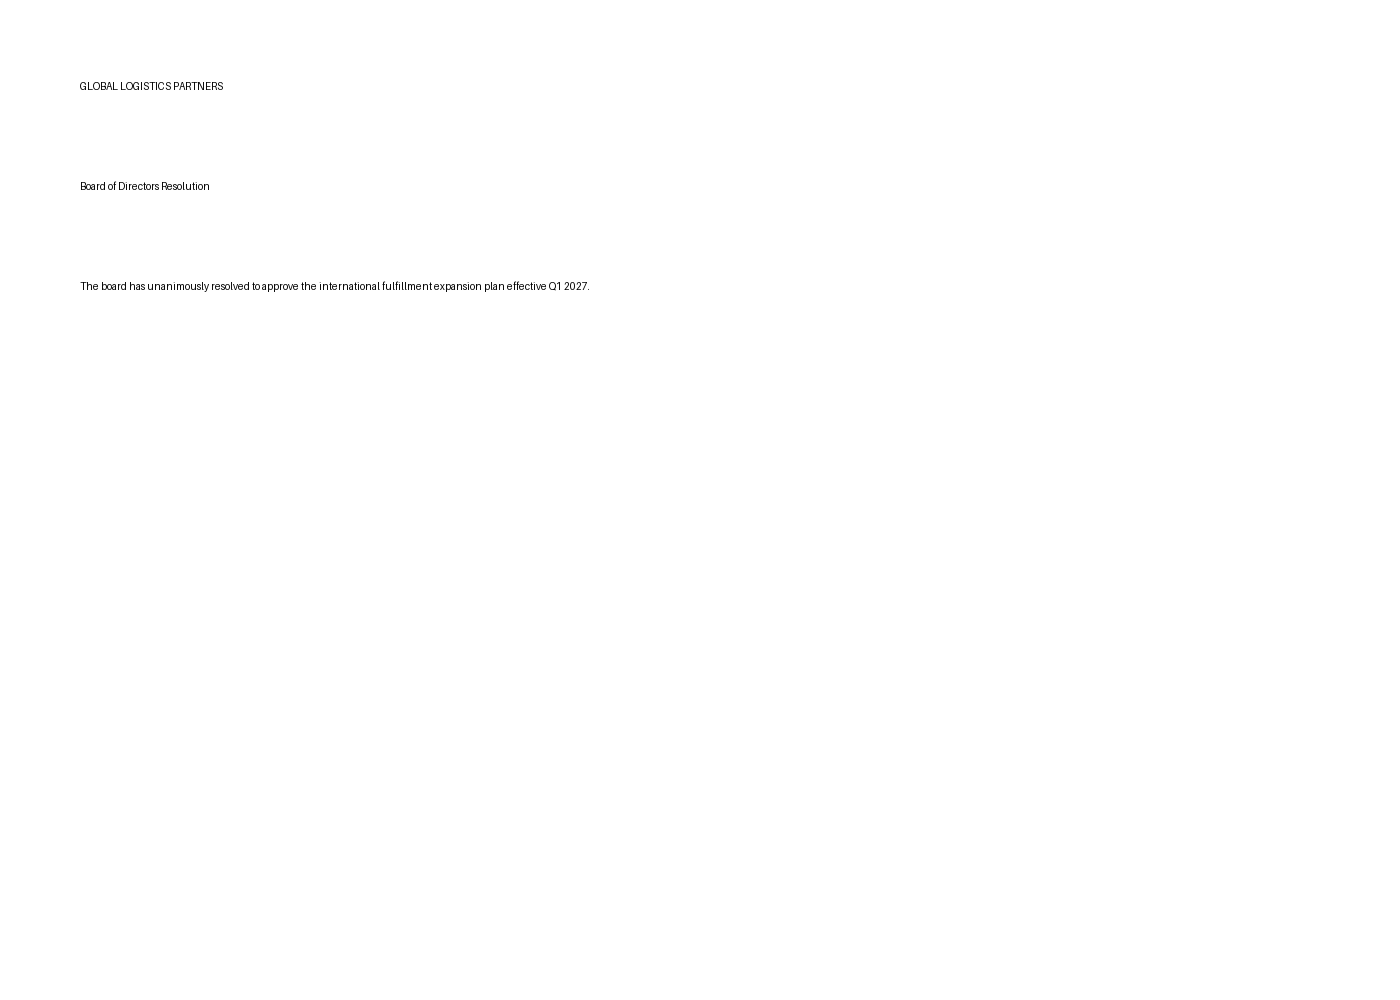 GLOBAL LOGISTICS PARTNERS
Board of Directors Resolution
The board has unanimously resolved to approve the international fulfillment expansion plan effective Q1 2027.